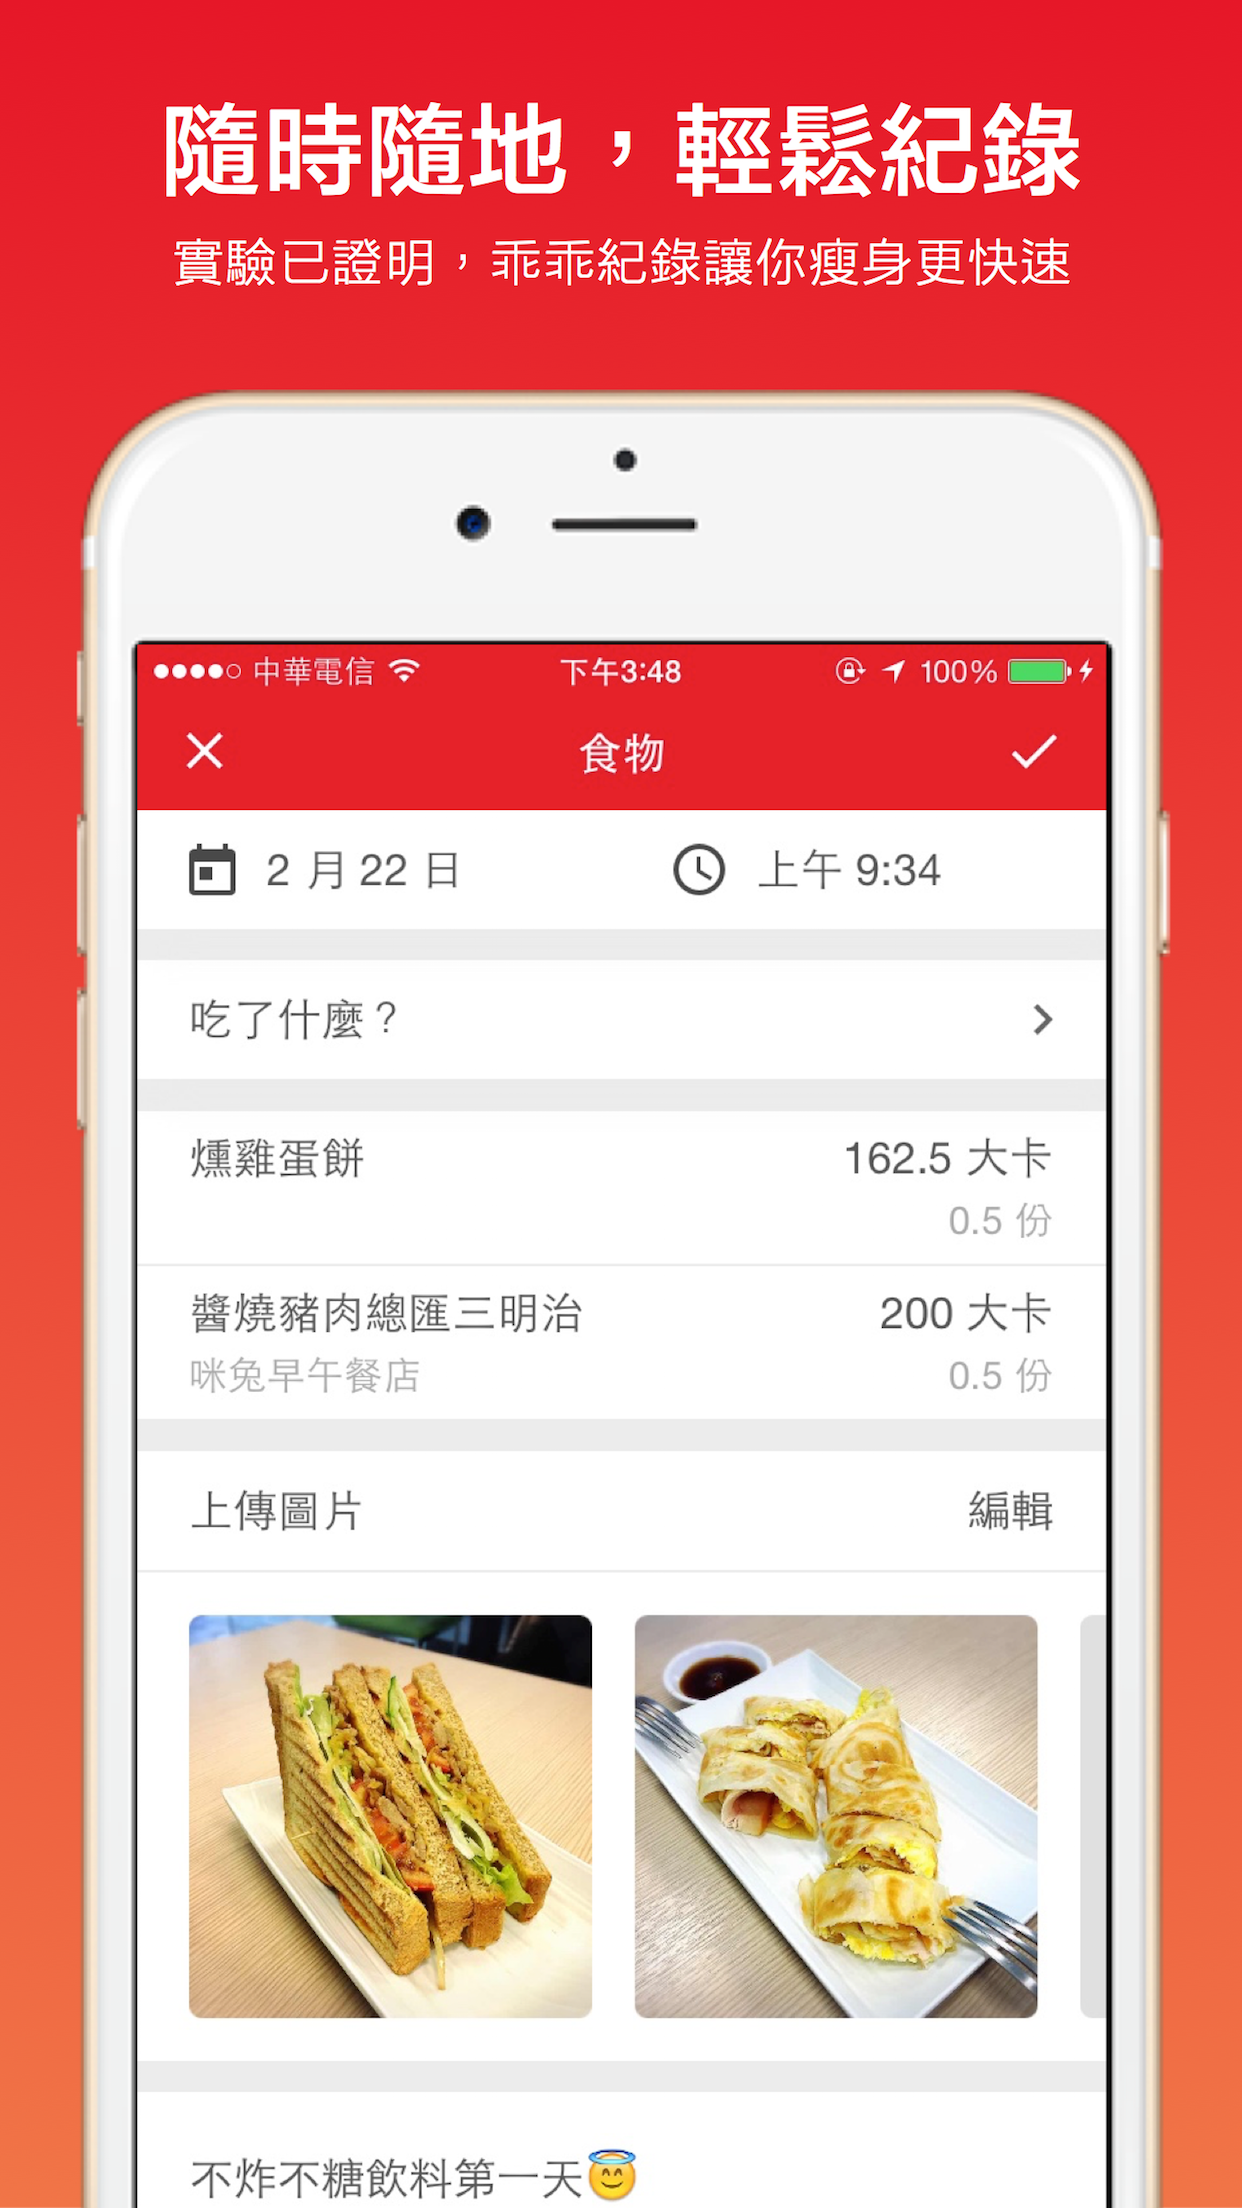 隨時隨地，輕鬆紀錄
實驗已證明，乖乖紀錄讓你瘦身更快速
中華電信 下午3:48 100%
食物
2 月 22 日 上午 9:34
吃了什麼？
燻雞蛋餅 162.5 大卡
0.5 份
醬燒豬肉總匯三明治 200 大卡
咪兔早午餐店 0.5 份
上傳圖片 編輯
不炸不糖飲料第一天😇